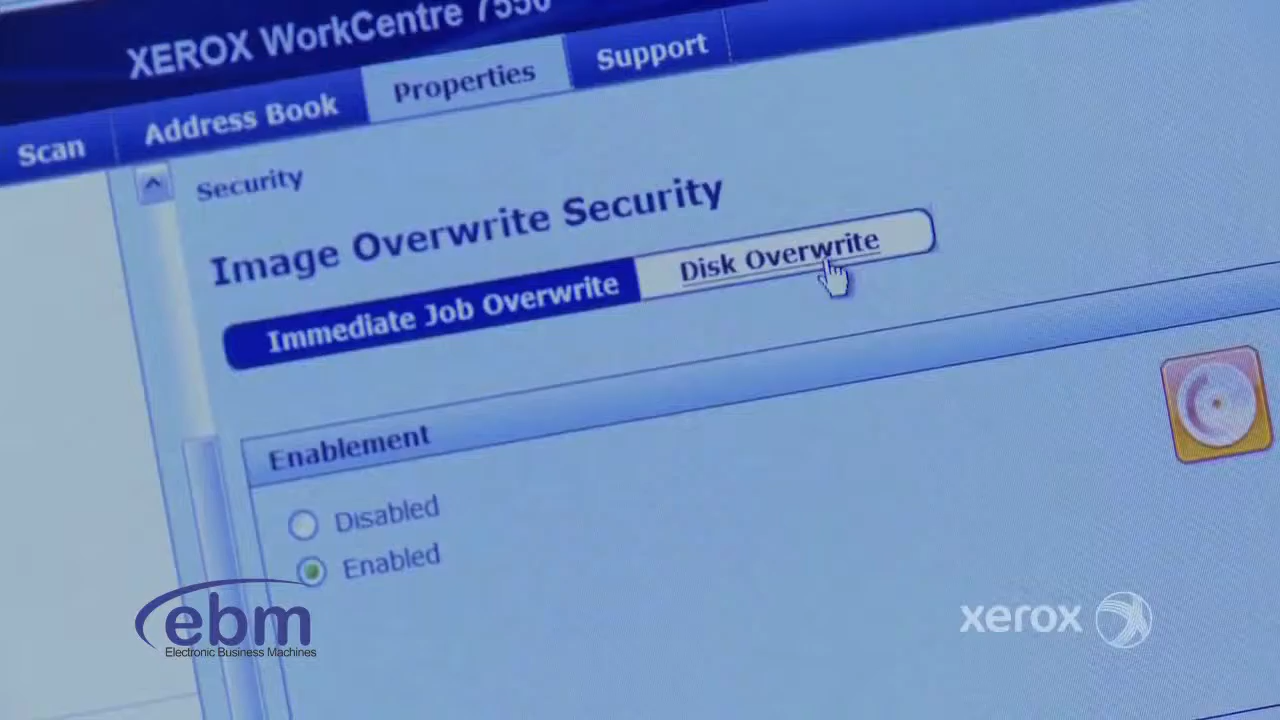 XEROX WorkCentre 7556
Scan
Address Book
Properties
Support
Security
Image Overwrite Security
Immediate Job Overwrite
Disk Overwrite
Enablement
Disabled
Enabled
ebm
Electronic Business Machines
xerox